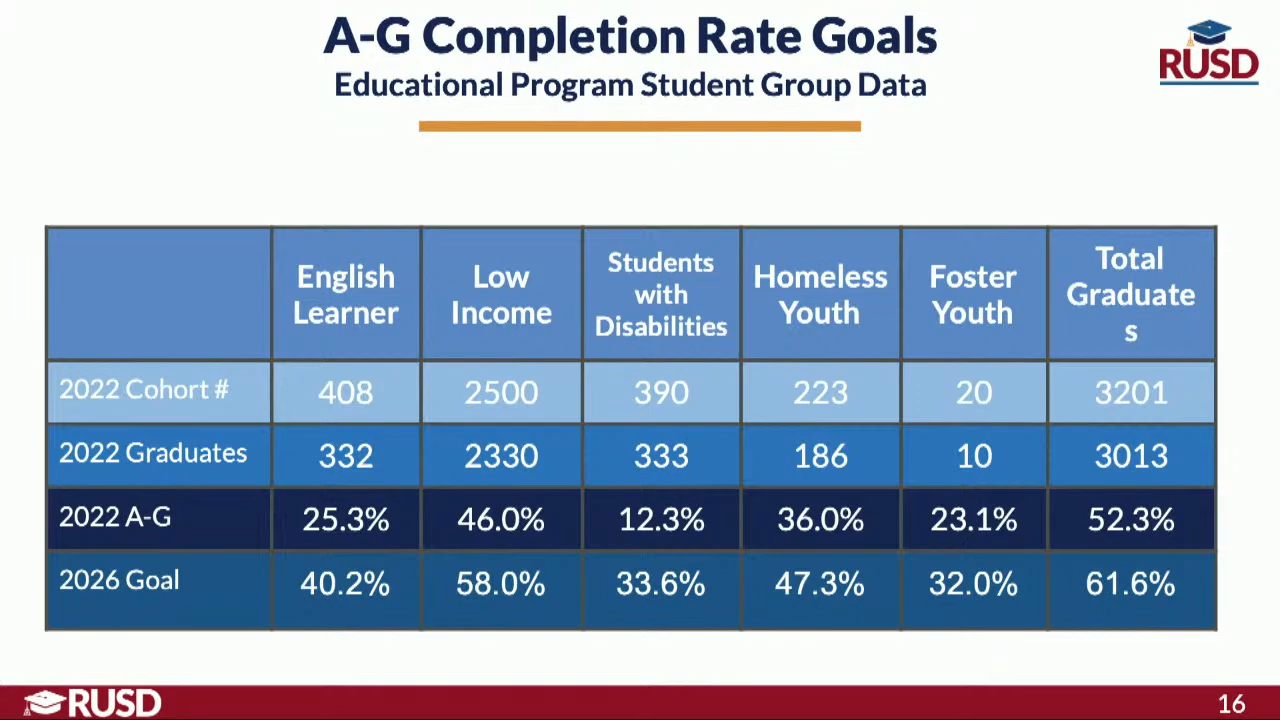 A-G Completion Rate Goals
Educational Program Student Group Data
RUSD
English Learner
Low Income
Students with Disabilities
Homeless Youth
Foster Youth
Total Graduate s
2022 Cohort # 408 2500 390 223 20 3201
2022 Graduates 332 2330 333 186 10 3013
2022 A-G 25.3% 46.0% 12.3% 36.0% 23.1% 52.3%
2026 Goal 40.2% 58.0% 33.6% 47.3% 32.0% 61.6%
RUSD 16